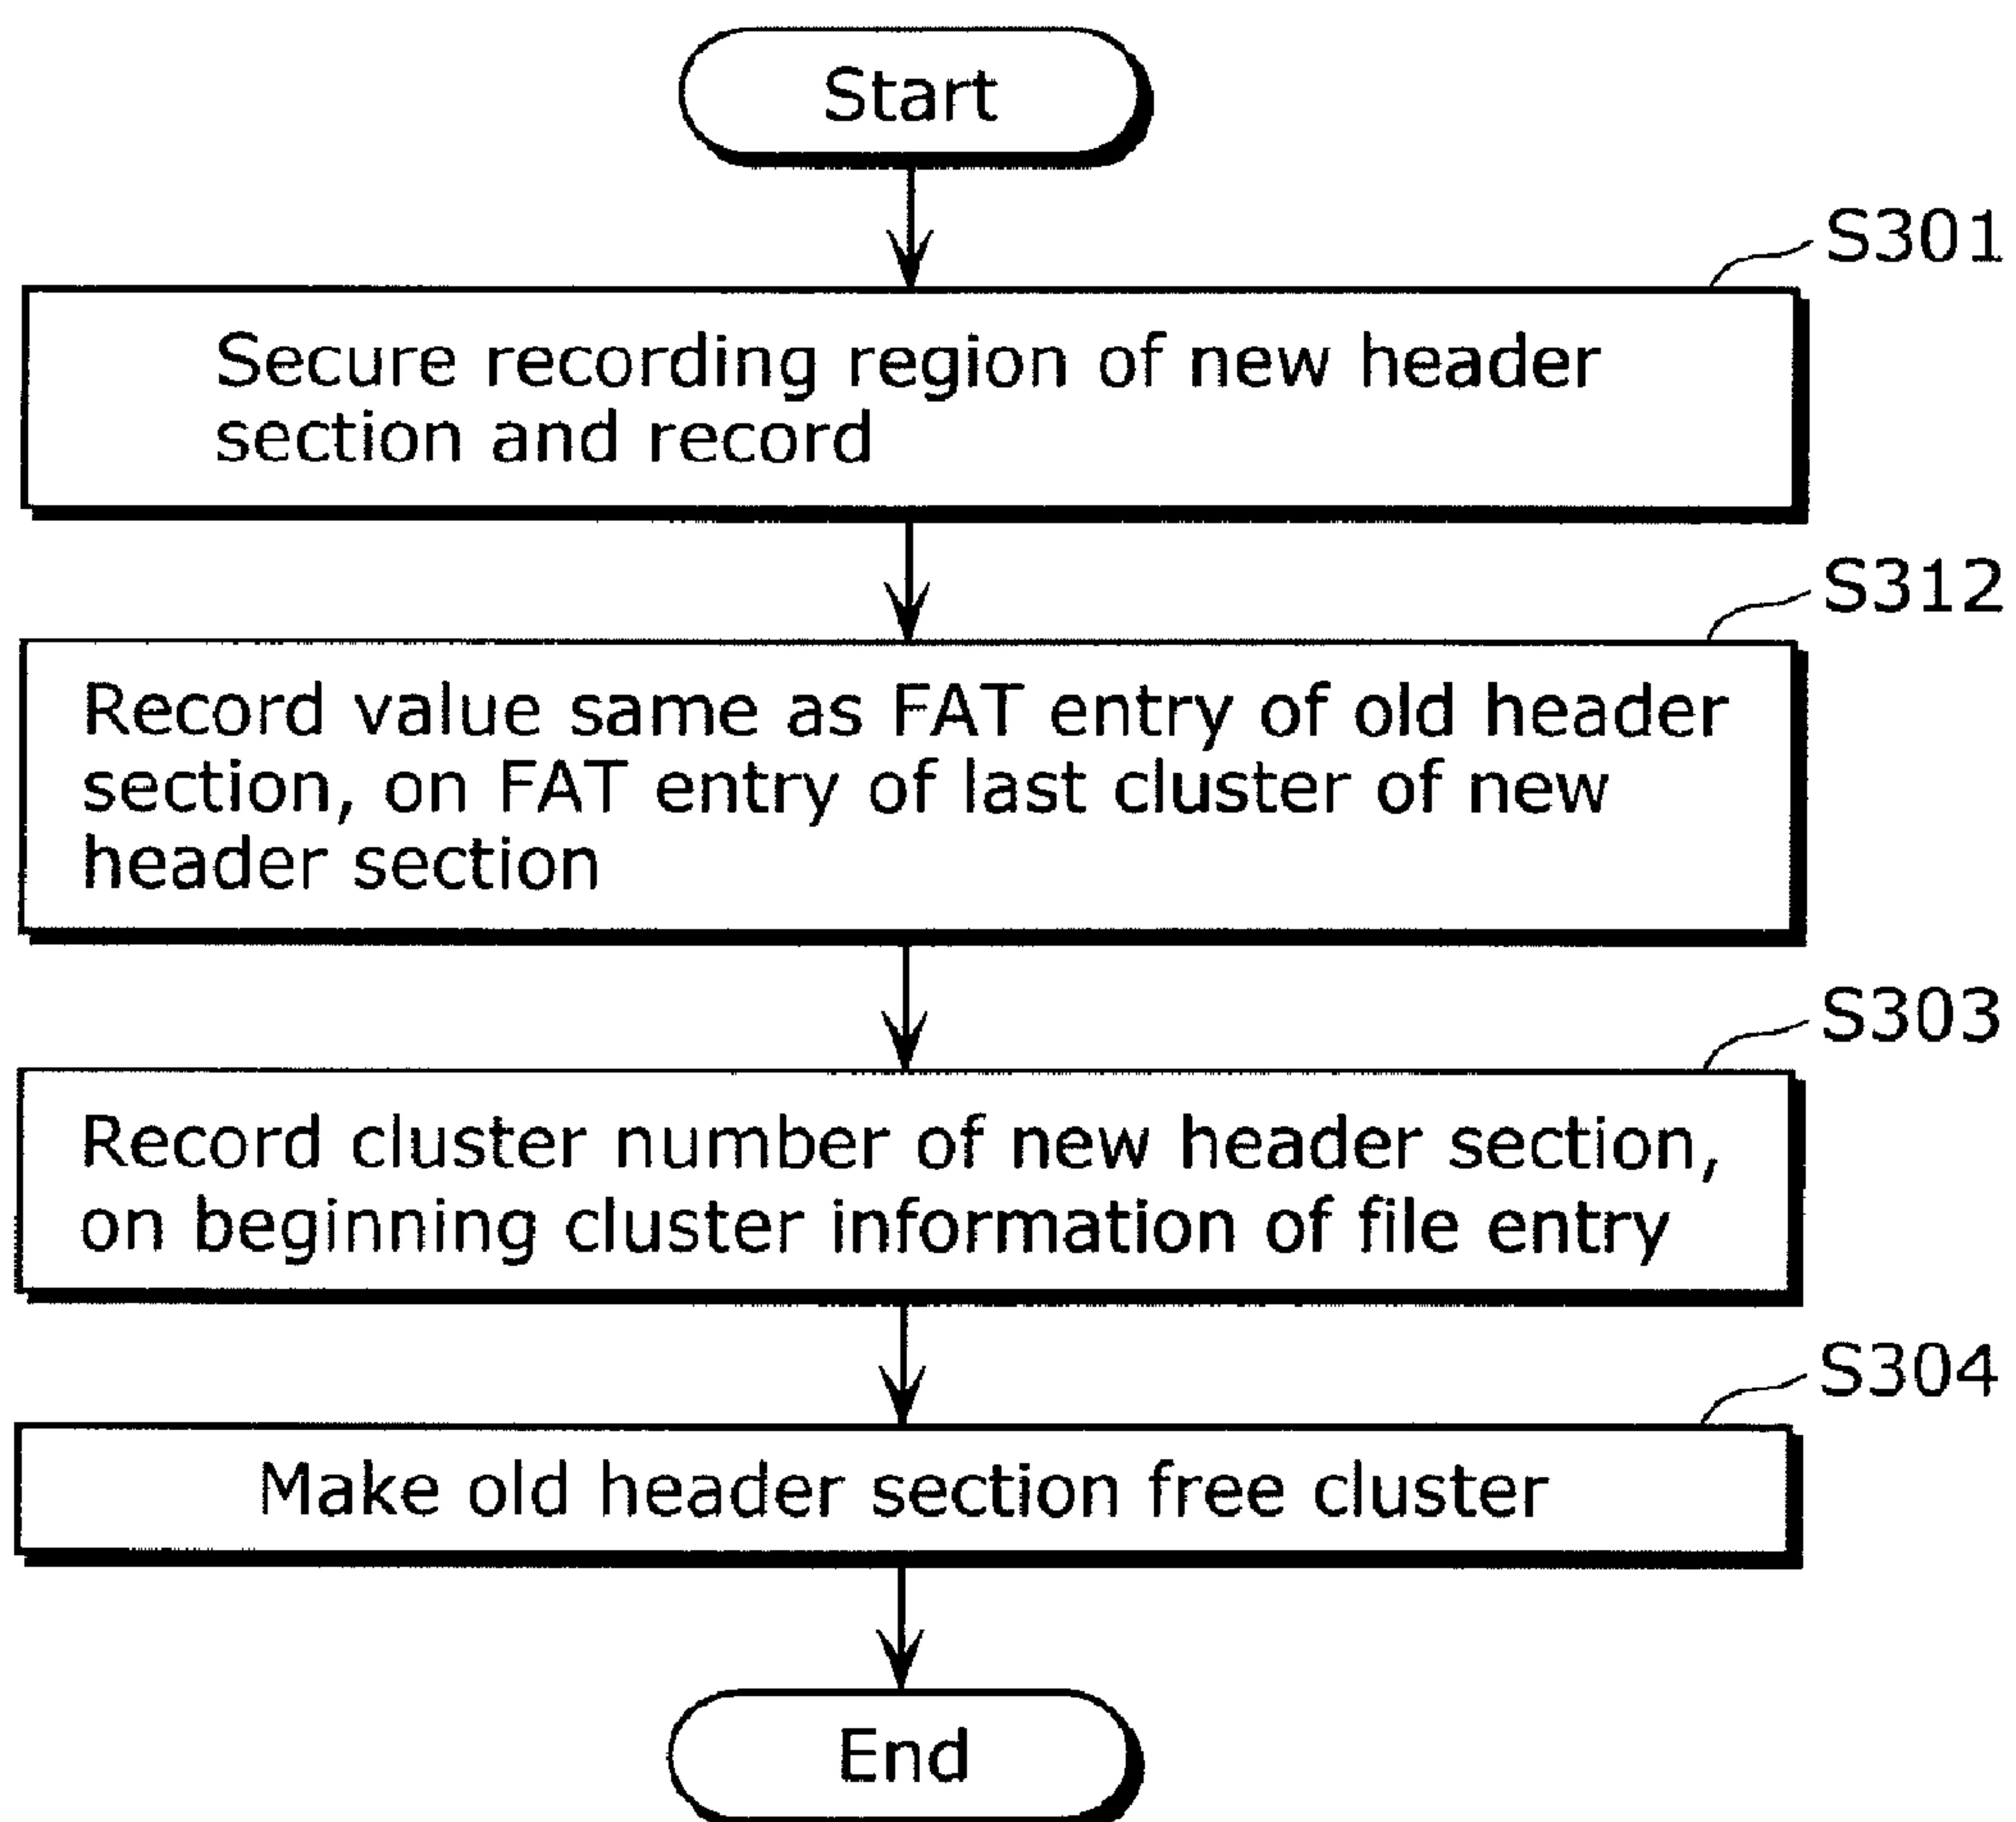 Start
S301
Secure recording region of new header
section and record
S312
Record value same as FAT entry of old header
section, on FAT entry of last cluster of new
header section
S303
Record cluster number of new header section,
on beginning cluster information of file entry
S304
Make old header section free cluster
End